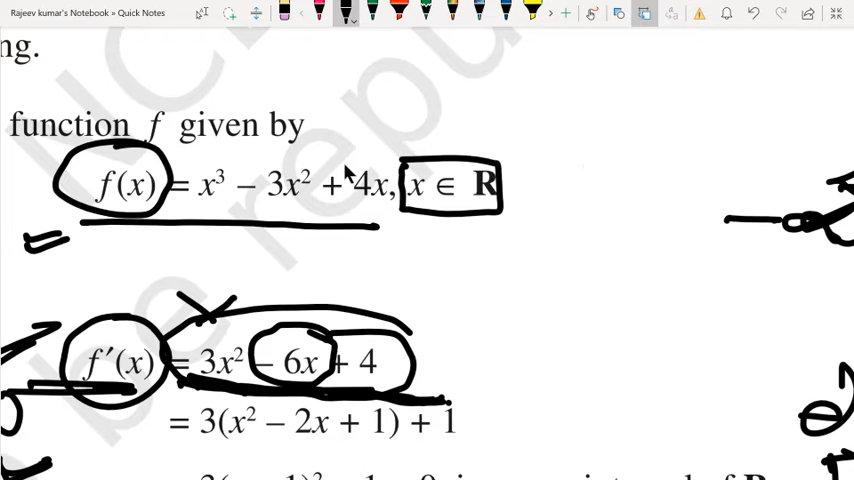 Rajeev kumar's Notebook » Quick Notes
ng.
function f given by
f(x) = x³ – 3x² + 4x, x ∈ R
f′(x) = 3x² – 6x + 4
= 3(x² – 2x + 1) + 1